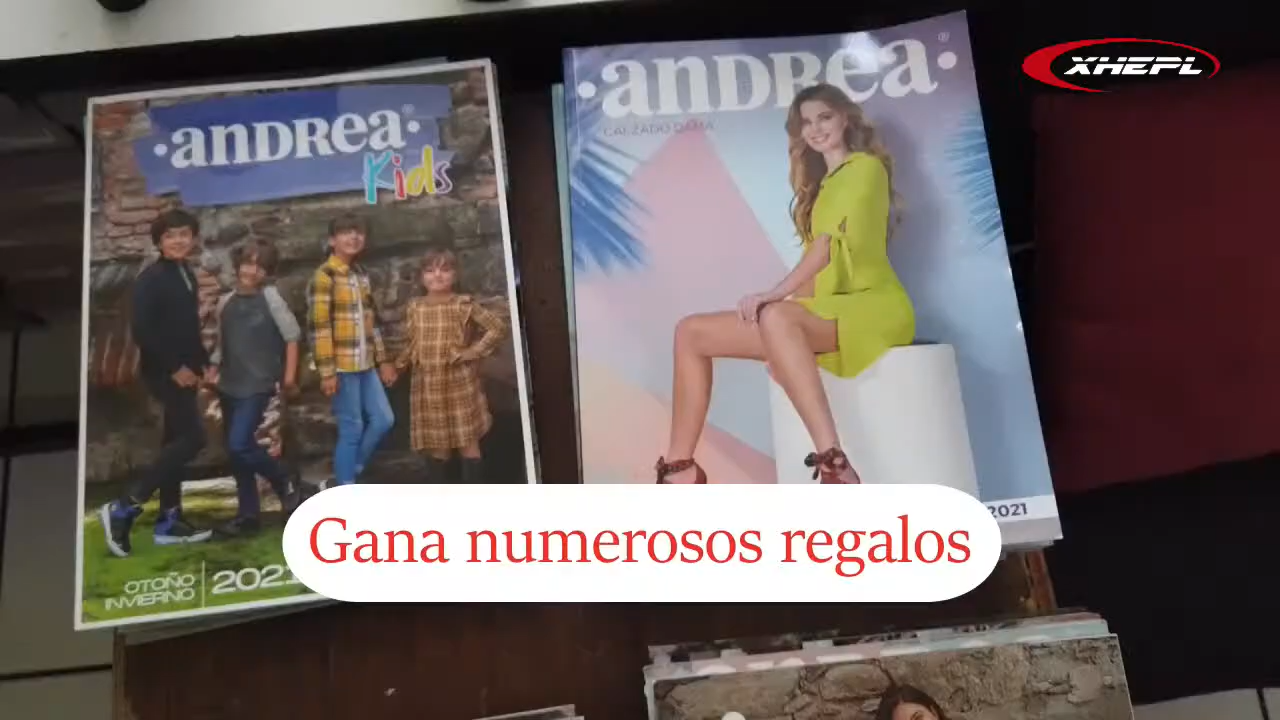 ·anDRea·®
Kids
OTOÑO
INVIERNO
2021
·anDRea·®
CALZADO DAMA
2021
XHEPL
Gana numerosos regalos